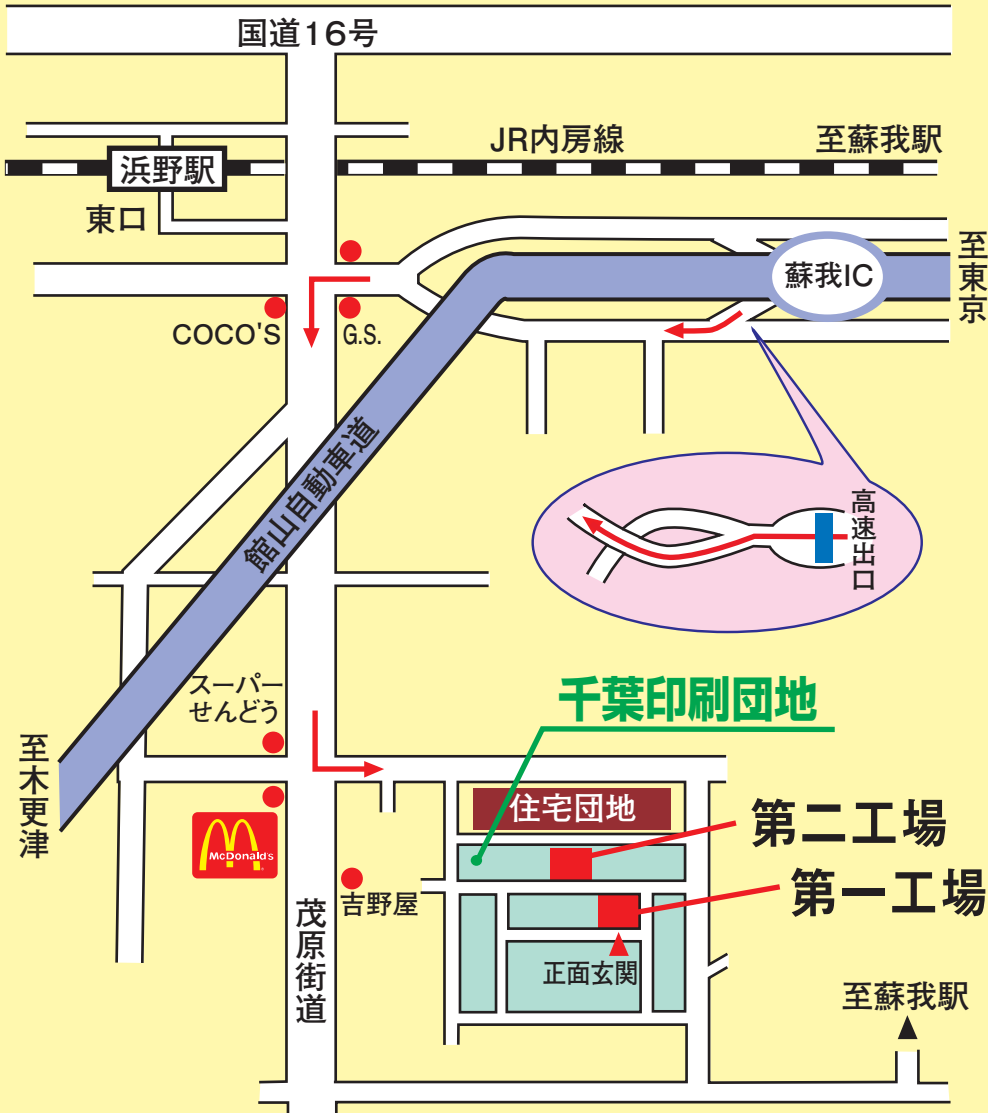 国道16号
JR内房線
至蘇我駅
浜野駅
東口
至東京
蘇我IC
COCO'S
G.S.
館山自動車道
高速出口
スーパー
せんどう
千葉印刷団地
至木更津
住宅団地
第二工場
McDonald's
吉野屋
第一工場
茂原街道
正面玄関
至蘇我駅